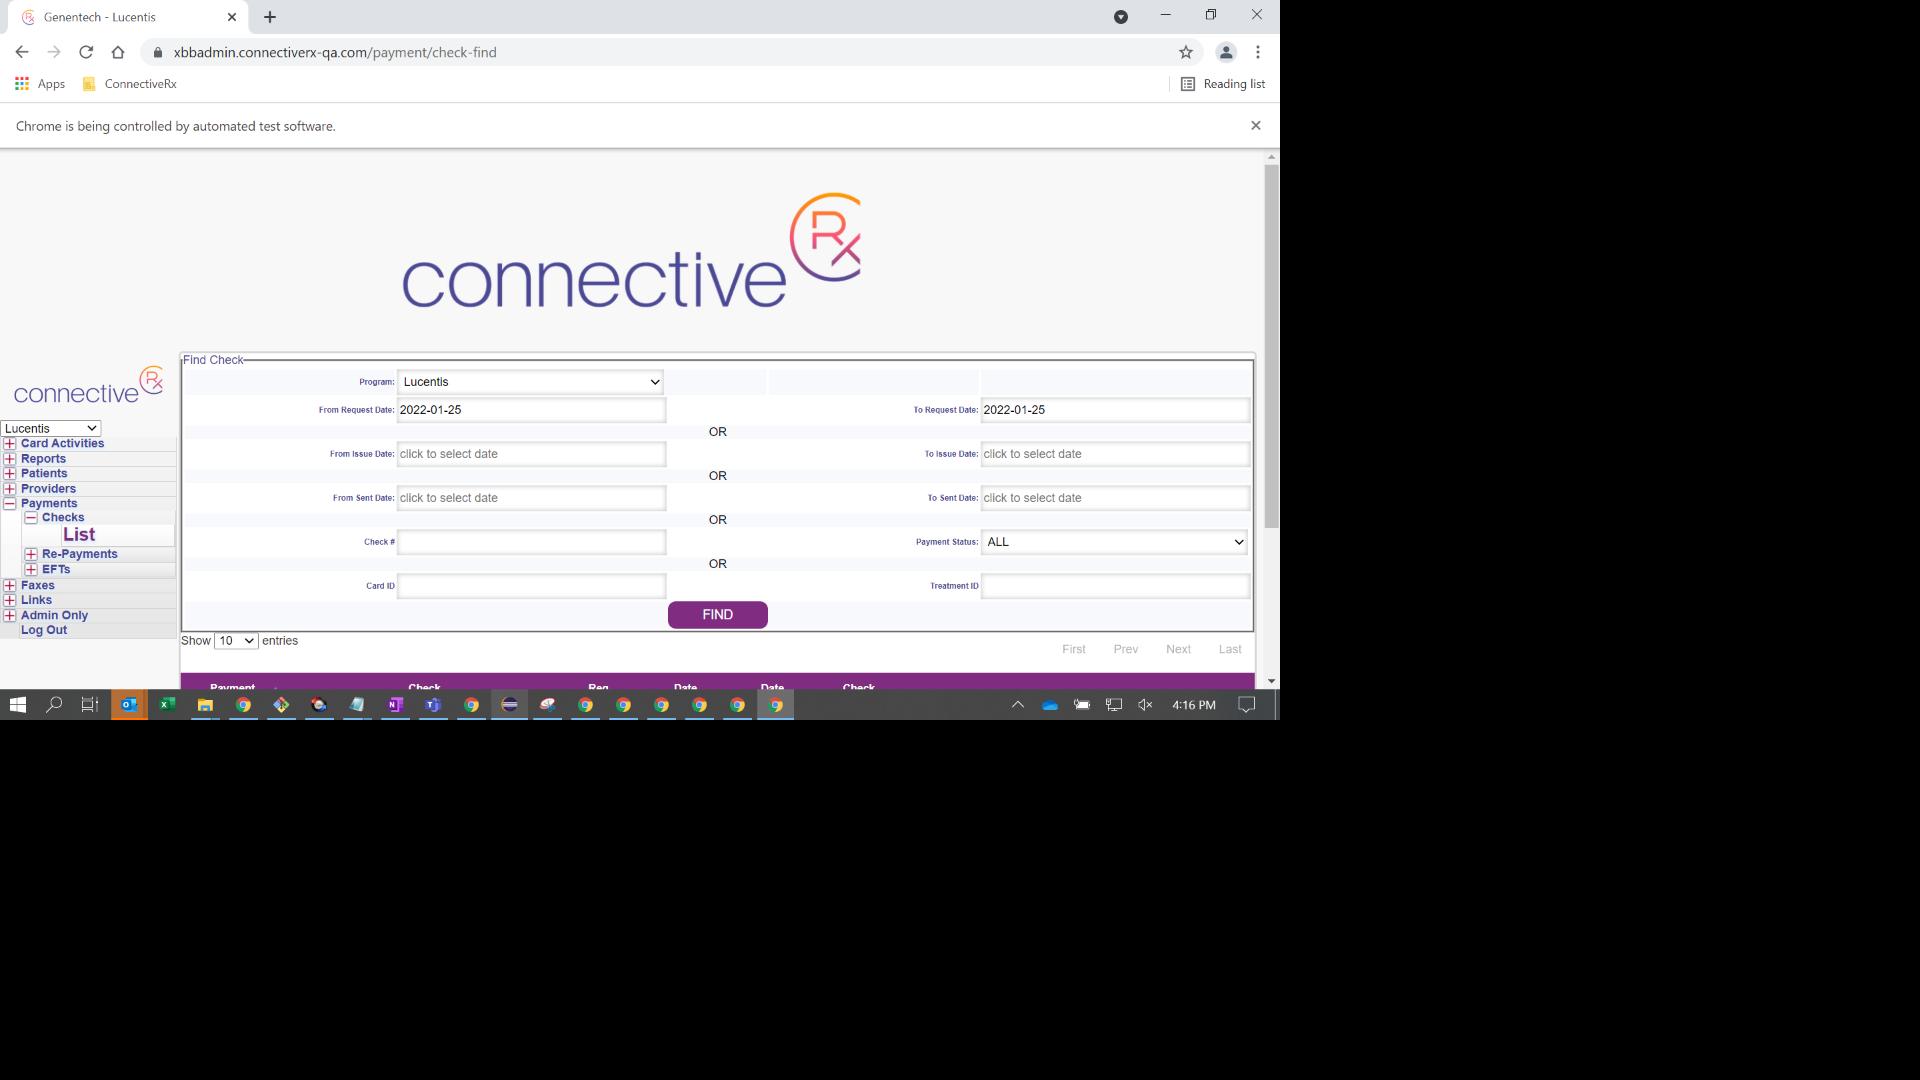 Genentech - Lucentis
xbbadmin.connectiverx-qa.com/payment/check-find
Apps ConnectiveRx Reading list
Chrome is being controlled by automated test software.
connective Rx
Find Check
Program: Lucentis
From Request Date: 2022-01-25 To Request Date: 2022-01-25
OR
From Issue Date: click to select date To Issue Date: click to select date
OR
From Sent Date: click to select date To Sent Date: click to select date
OR
Check # Payment Status: ALL
OR
Card ID Treatment ID
FIND
connective Rx
Lucentis
Card Activities
Reports
Patients
Providers
Payments
Checks
List
Re-Payments
EFTs
Faxes
Links
Admin Only
Log Out
Show 10 entries
First Prev Next Last
Payment Check Req Date Date Check
4:16 PM